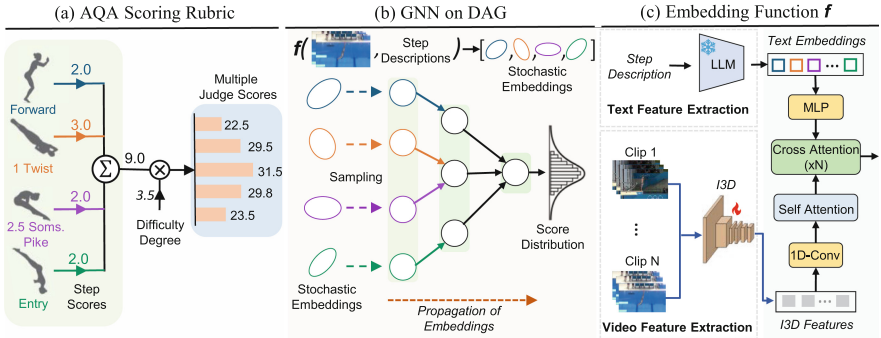 (a) AQA Scoring Rubric
2.0
Forward
3.0
1 Twist
2.0
2.5 Soms.
Pike
2.0
Entry
Step
Scores
Σ
9.0
3.5
Difficulty
Degree
Multiple
Judge Scores
22.5
29.5
31.5
29.8
23.5
(b) GNN on DAG
f( , Step
Descriptions ) [ , , , ]
Stochastic
Embeddings
Sampling
Stochastic
Embeddings
Score
Distribution
Propagation of
Embeddings
(c) Embedding Function f
Step
Description
LLM
Text Feature Extraction
Text Embeddings
...
MLP
Cross Attention
(xN)
Self Attention
1D-Conv
...
I3D Features
Clip 1
I3D
...
Clip N
Video Feature Extraction